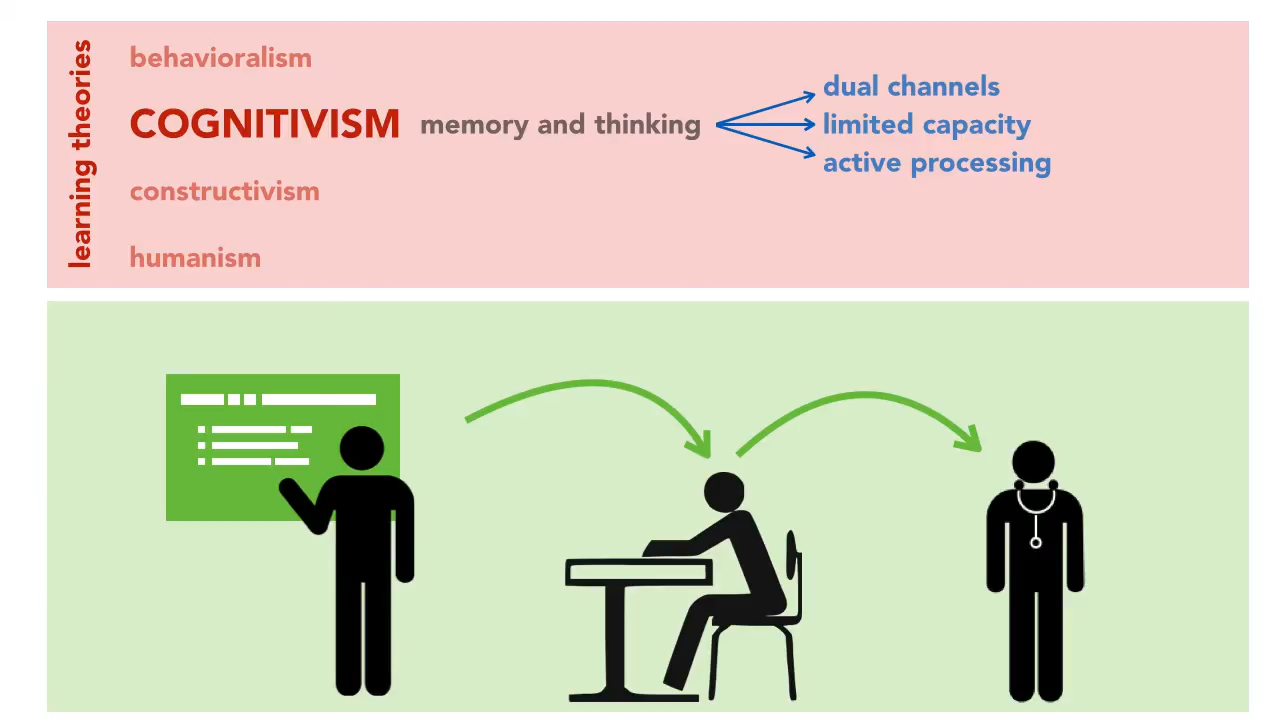 learning theories
behavioralism
COGNITIVISM
memory and thinking
dual channels
limited capacity
active processing
constructivism
humanism